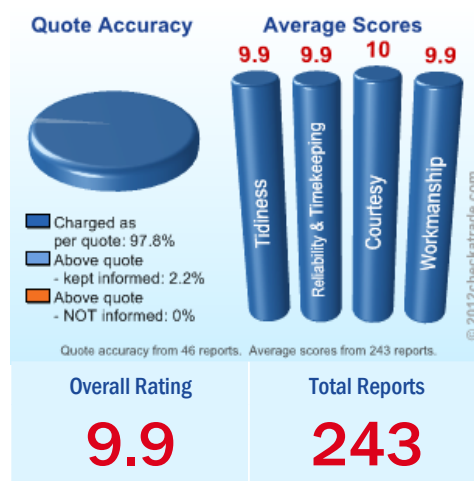 Quote Accuracy
Average Scores
9.9
9.9
10
9.9
Tidiness
Reliability & Timekeeping
Courtesy
Workmanship
Charged as
per quote: 97.8%
Above quote
- kept informed: 2.2%
Above quote
- NOT informed: 0%
© 2012checkatrade.com
Quote accuracy from 46 reports. Average scores from 243 reports.
Overall Rating
Total Reports
9.9
243